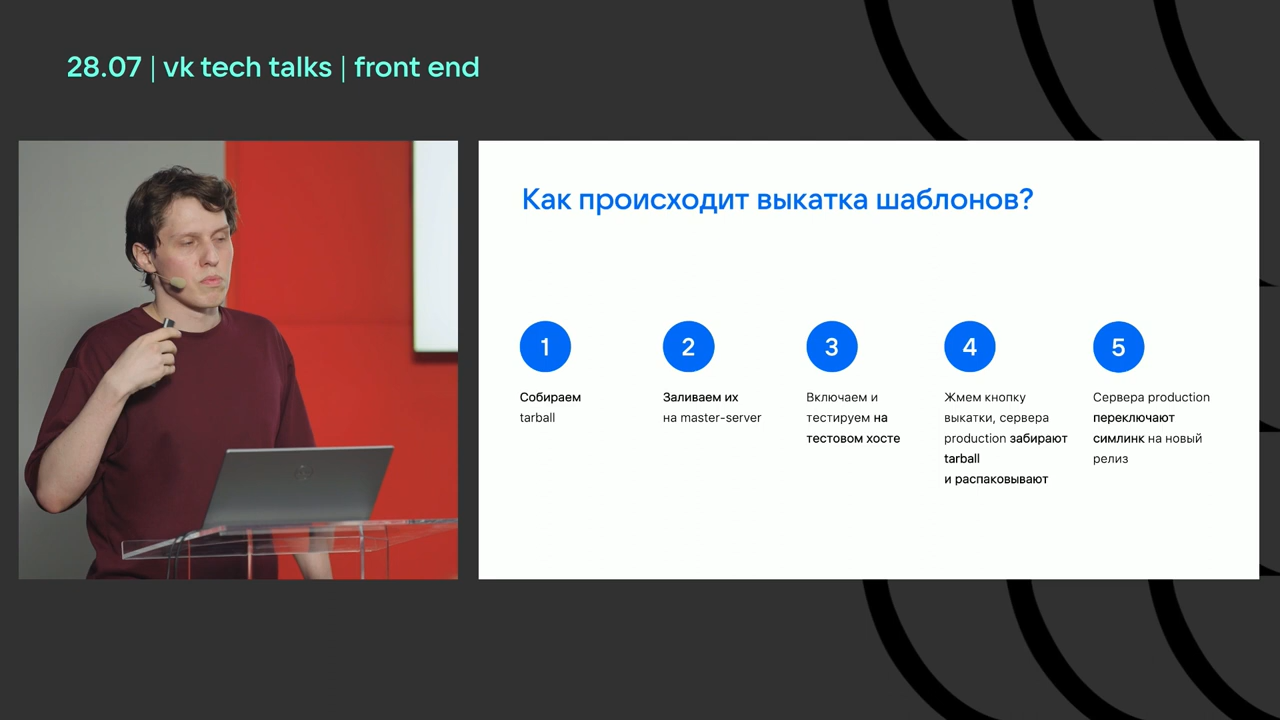 28.07 | vk tech talks | front end
Как происходит выкатка шаблонов?
1
Собираем
tarball
2
Заливаем их
на master-server
3
Включаем и
тестируем на
тестовом хосте
4
Жмем кнопку
выкатки, сервера
production забирают
tarball
и распаковывают
5
Сервера production
переключают
симлинк на новый
релиз